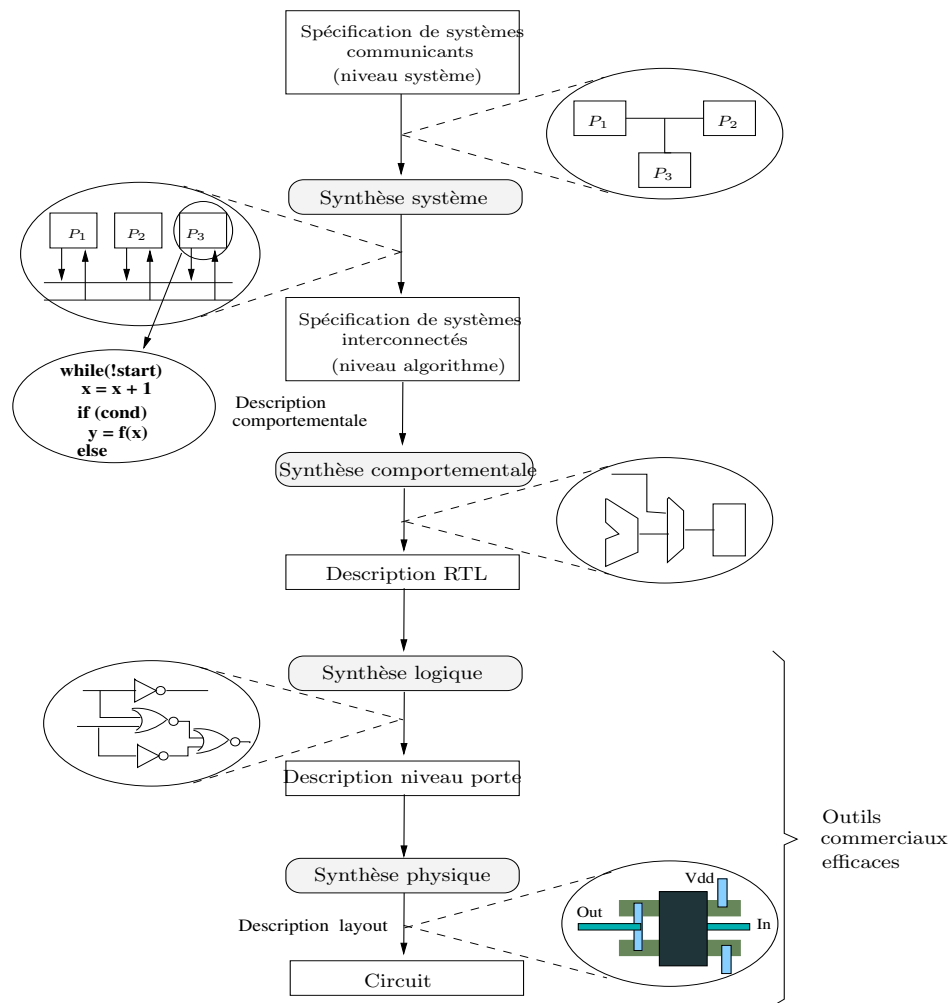 Spécification de systèmes
communicants
(niveau système)
P1
P2
P3
Synthèse système
P1
P2
P3
Spécification de systèmes
interconnectés
(niveau algorithme)
while(!start)
x = x + 1
if (cond)
y = f(x)
else
Description
comportementale
Synthèse comportementale
Description RTL
Synthèse logique
Description niveau porte
Outils
commerciaux
efficaces
Synthèse physique
Vdd
Out
In
Description layout
Circuit